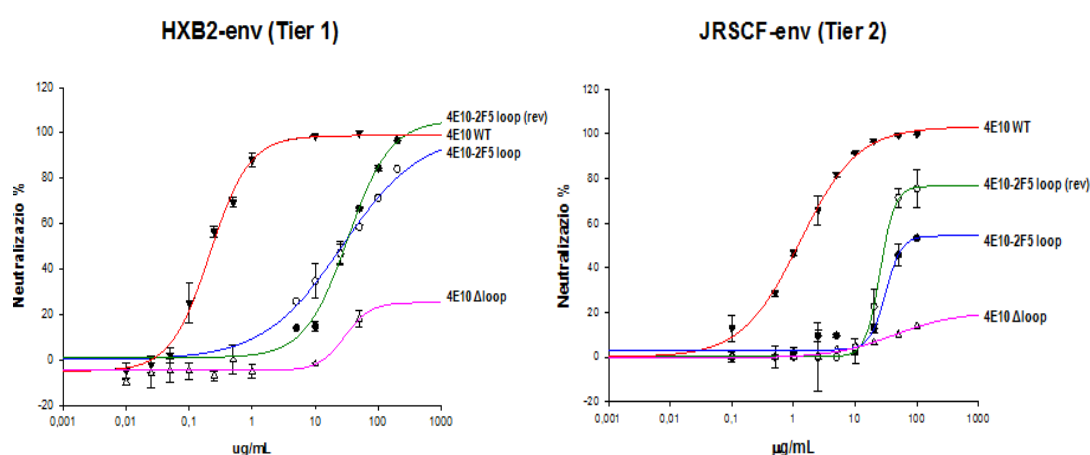 HXB2-env (Tier 1)
Neutralizazio %
120
100
80
60
40
20
0
-20
0,001
0,01
0,1
1
10
100
1000
ug/mL
4E10-2F5 loop (rev)
4E10 WT
4E10-2F5 loop
4E10 Δloop
JRSCF-env (Tier 2)
Neutralizazio %
120
100
80
60
40
20
0
-20
0,001
0,01
0,1
1
10
100
1000
µg/mL
4E10 WT
4E10-2F5 loop (rev)
4E10-2F5 loop
4E10 Δloop